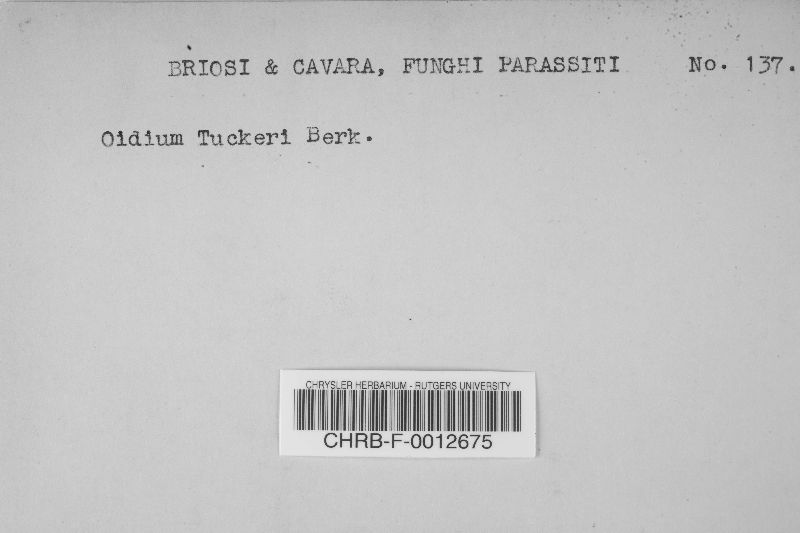 BRIOSI & CAVARA, FUNGHI PARASSITI No. 137.
Oidium Tuckeri Berk.
CHRYSLER HERBARIUM - RUTGERS UNIVERSITY
CHRB-F-0012675